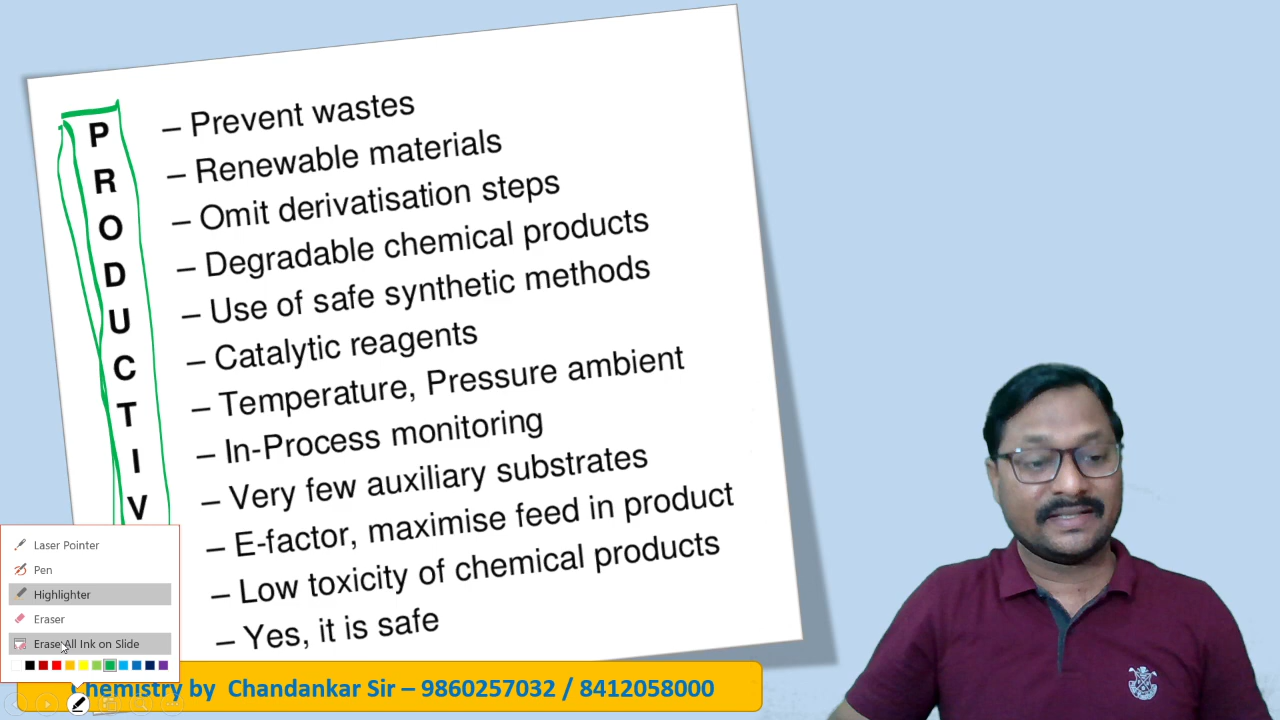 P – Prevent wastes
R – Renewable materials
O – Omit derivatisation steps
D – Degradable chemical products
U – Use of safe synthetic methods
C – Catalytic reagents
T – Temperature, Pressure ambient
I – In-Process monitoring
V – Very few auxiliary substrates
– E-factor, maximise feed in product
– Low toxicity of chemical products
– Yes, it is safe
Laser Pointer
Pen
Highlighter
Eraser
Erase All Ink on Slide
Chemistry by Chandankar Sir – 9860257032 / 8412058000